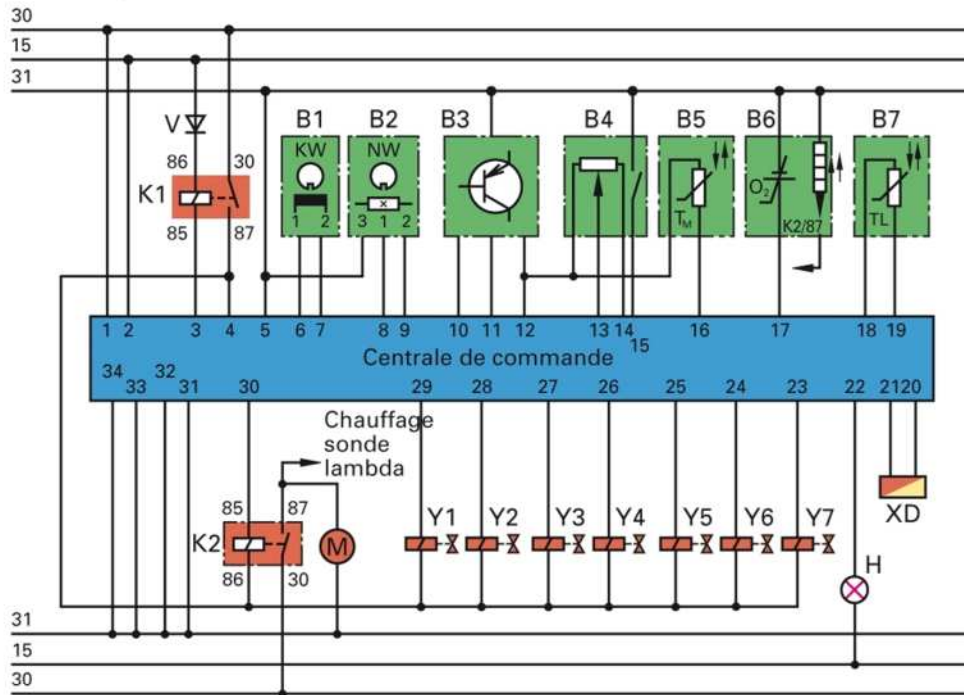 30
15
31
V
B1 B2 B3 B4 B5 B6 B7
KW NW
86 30
K1
O₂
1 2 3 1 2 T_M K2/87 TL
85 87
1 2 3 4 5 6 7 8 9 10 11 12 13 14 15 16 17 18 19
Centrale de commande
34 33 32 31 30 29 28 27 26 25 24 23 22 21 20
Chauffage
sonde
lambda
85 87
XD
K2 M Y1 Y2 Y3 Y4 Y5 Y6 Y7
H
86 30
31
15
30